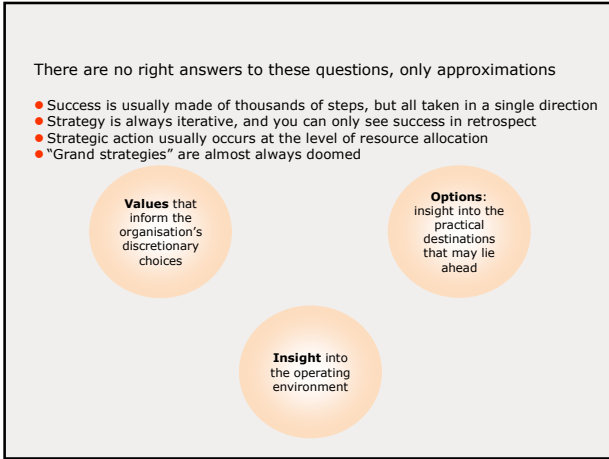 There are no right answers to these questions, only approximations
● Success is usually made of thousands of steps, but all taken in a single direction
● Strategy is always iterative, and you can only see success in retrospect
● Strategic action usually occurs at the level of resource allocation
● “Grand strategies” are almost always doomed
Values that
inform the
organisation’s
discretionary
choices
Options:
insight into the
practical
destinations
that may lie
ahead
Insight into
the operating
environment